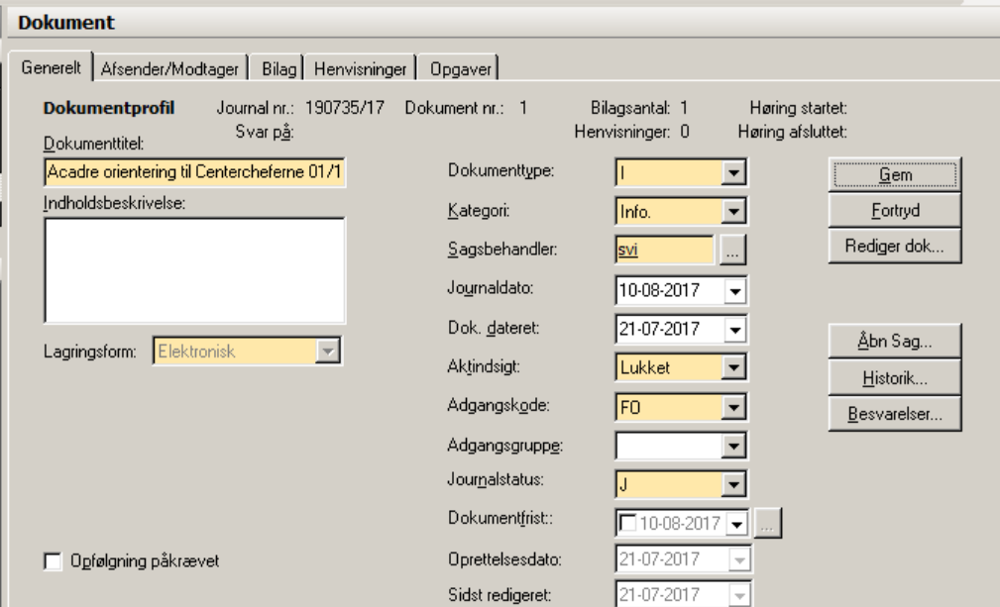 Dokument
Generelt Afsender/Modtager Bilag Henvisninger Opgaver
Dokumentprofil Journal nr.: 190735/17 Dokument nr.: 1 Bilagsantal: 1 Høring startet:
Svar på: Henvisninger: 0 Høring afsluttet:
Dokumenttitel:
Acadre orientering til Centercheferne 01/1
Indholdsbeskrivelse:
Lagringsform: Elektronisk
Opfølgning påkrævet
Dokumenttype: I
Kategori: Info.
Sagsbehandler: svi ...
Journaldato: 10-08-2017
Dok. dateret: 21-07-2017
Aktindsigt: Lukket
Adgangskode: FO
Adgangsgruppe:
Journalstatus: J
Dokumentfrist:: 10-08-2017 ...
Oprettelsesdato: 21-07-2017
Sidst redigeret: 21-07-2017
Gem
Fortryd
Rediger dok...
Åbn Sag...
Historik...
Besvarelser...